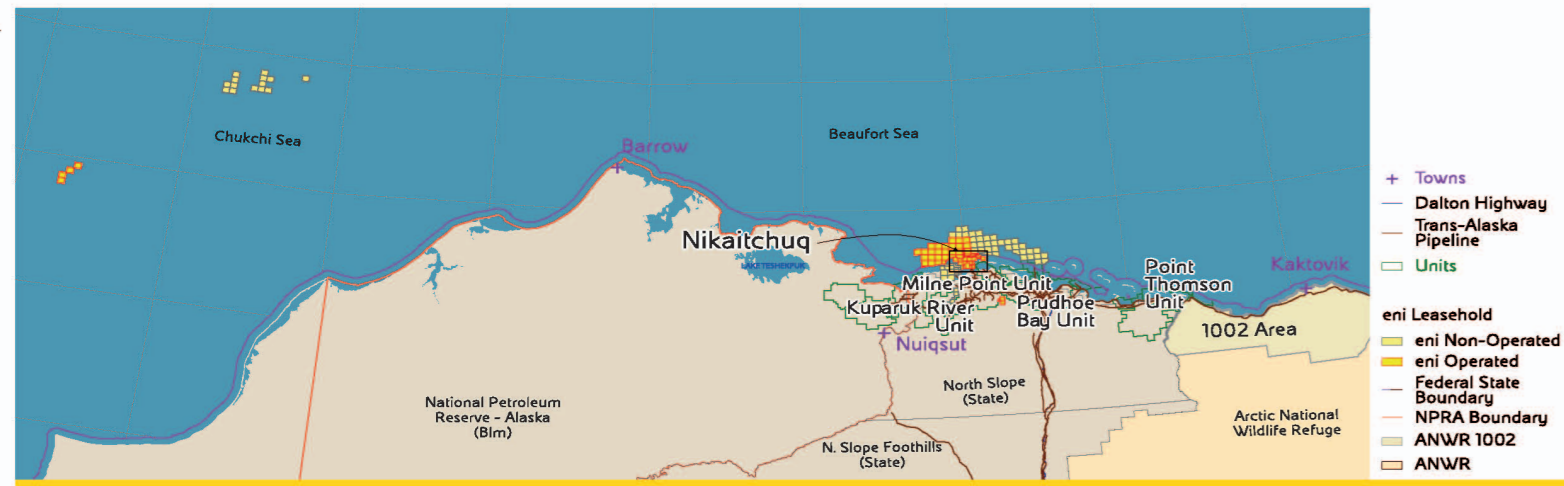 Chukchi Sea
Beaufort Sea
Barrow
Nikaitchuq
LAKE TESHEKPUK
Milne Point Unit
Kuparuk River
Unit
Prudhoe
Bay Unit
Point
Thomson
Unit
Kaktovik
1002 Area
Nuiqsut
National Petroleum
Reserve - Alaska
(Blm)
North Slope
(State)
N. Slope Foothills
(State)
Arctic National
Wildlife Refuge
Towns
Dalton Highway
Trans-Alaska
Pipeline
Units
eni Leasehold
eni Non-Operated
eni Operated
Federal State
Boundary
NPRA Boundary
ANWR 1002
ANWR